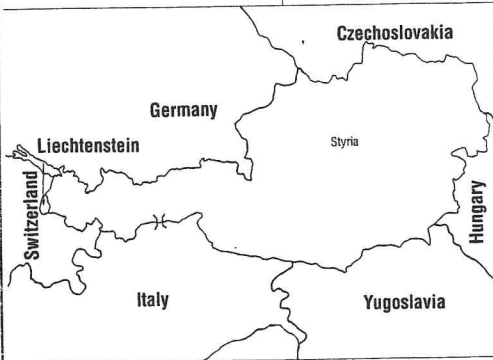 Czechoslovakia
Germany
Styria
Liechtenstein
Switzerland
Hungary
Italy
Yugoslavia